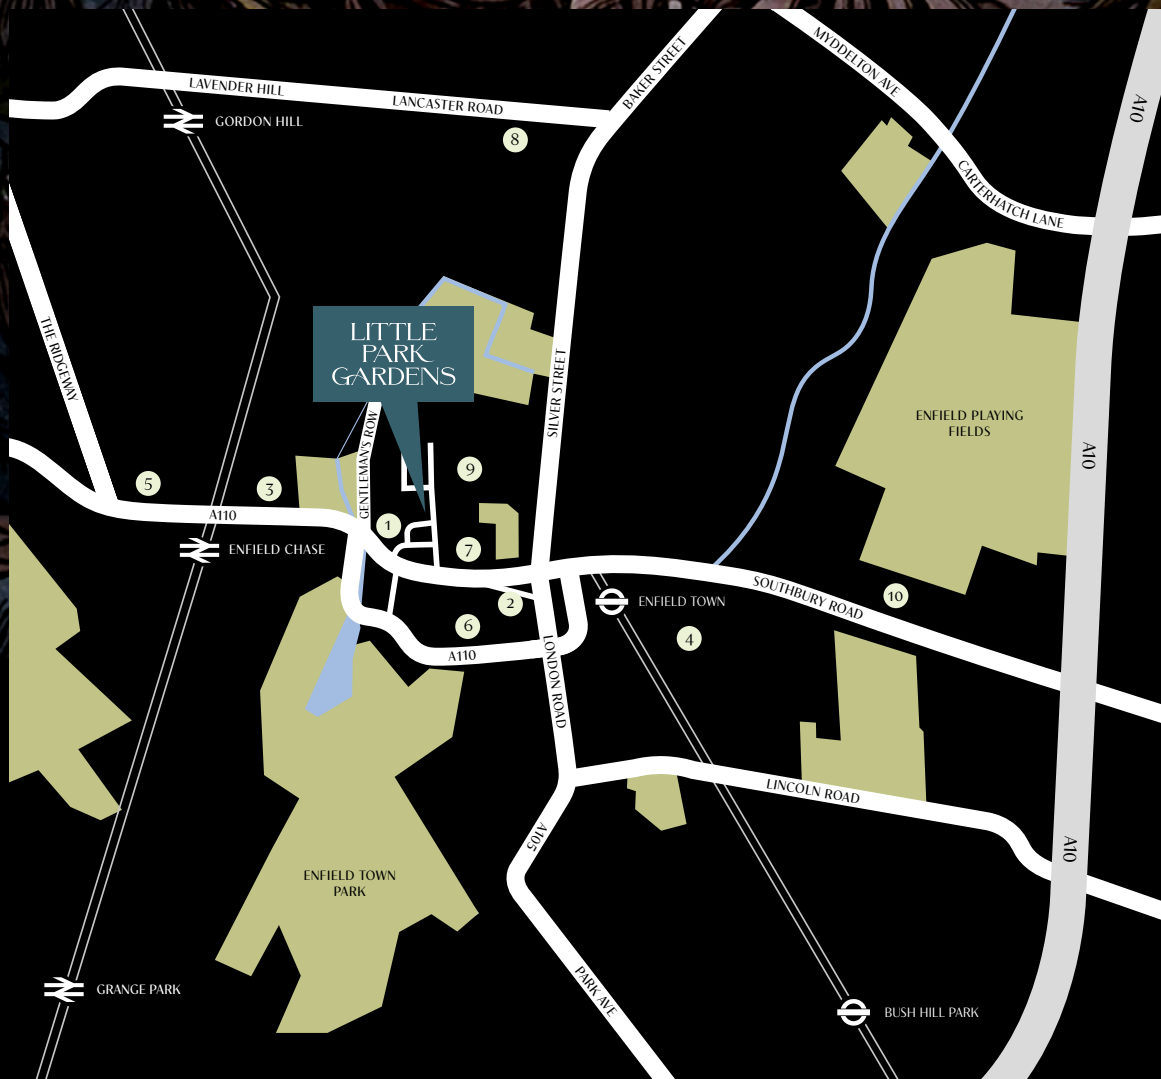 MYDDELTON AVE
BAKER STREET
LAVENDER HILL
LANCASTER ROAD
A10
GORDON HILL
8
CARTERHATCH LANE
THE RIDGEWAY
LITTLE
PARK
GARDENS
SILVER STREET
ENFIELD PLAYING
FIELDS
GENTLEMAN'S ROW
A10
9
5
3
A110
1
ENFIELD CHASE
7
2
ENFIELD TOWN
SOUTHBURY ROAD
10
6
4
A110
LONDON ROAD
LINCOLN ROAD
A105
A10
ENFIELD TOWN
PARK
GRANGE PARK
PARK AVE
BUSH HILL PARK